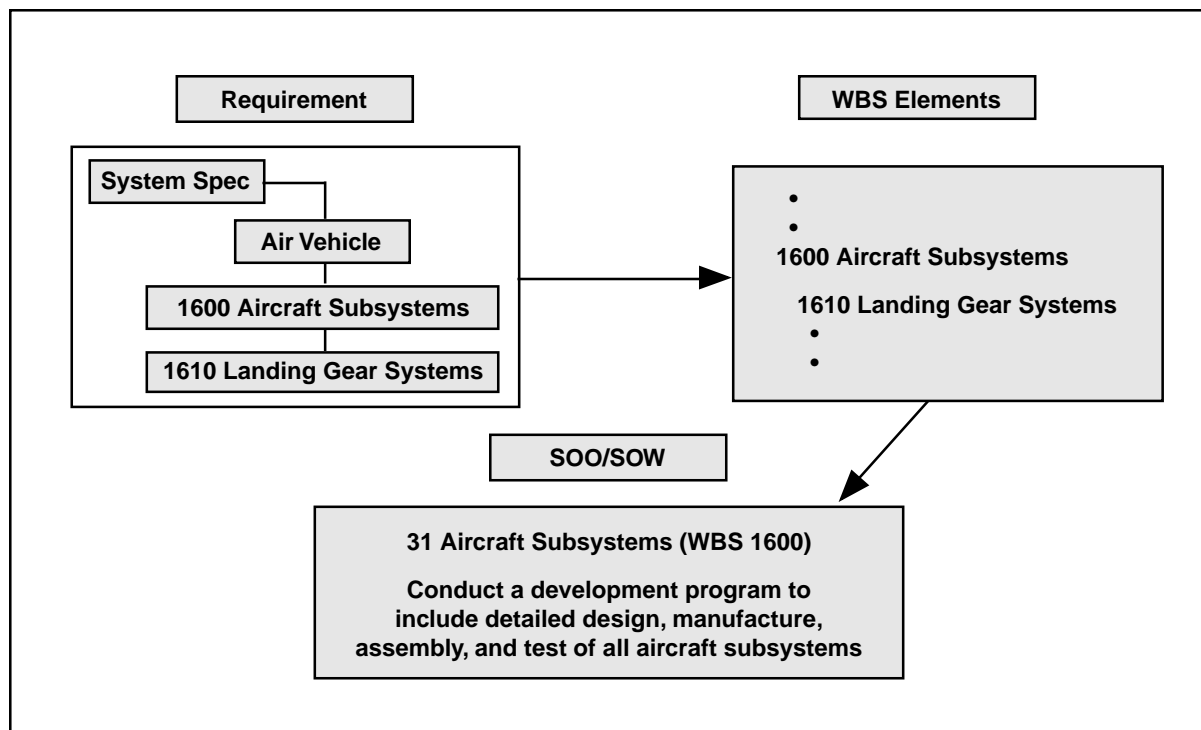 Requirement
WBS Elements
System Spec
Air Vehicle
1600 Aircraft Subsystems
1610 Landing Gear Systems
•
•
1600 Aircraft Subsystems
1610 Landing Gear Systems
•
•
SOO/SOW
31 Aircraft Subsystems (WBS 1600)
Conduct a development program to
include detailed design, manufacture,
assembly, and test of all aircraft subsystems